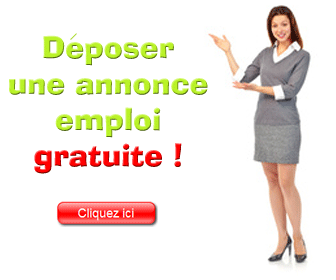 Déposer
une annonce
emploi
gratuite !
Cliquez ici